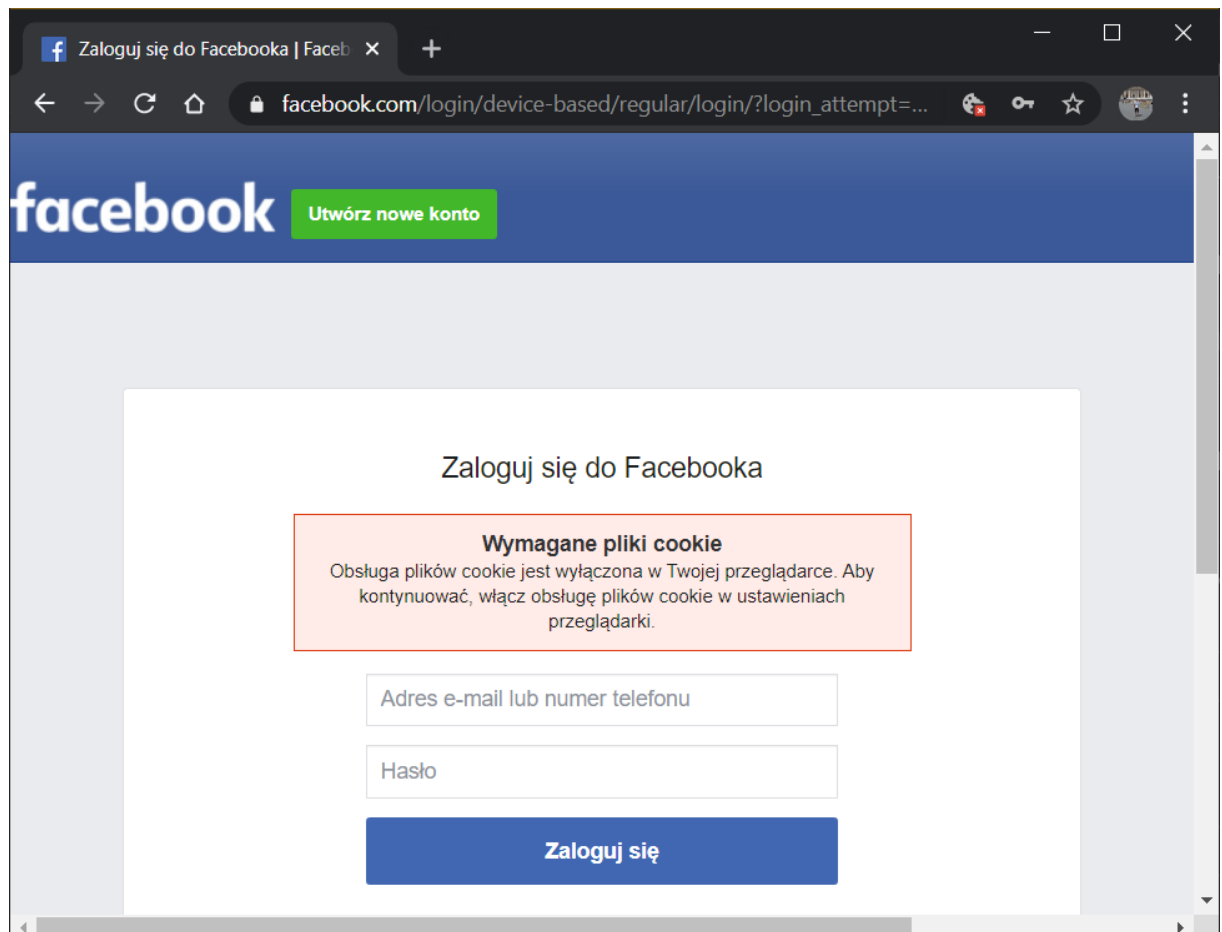 Zaloguj się do Facebooka | Faceb
facebook.com/login/device-based/regular/login/?login_attempt=...
facebook
Utwórz nowe konto
Zaloguj się do Facebooka
Wymagane pliki cookie
Obsługa plików cookie jest wyłączona w Twojej przeglądarce. Aby
kontynuować, włącz obsługę plików cookie w ustawieniach
przeglądarki.
Adres e-mail lub numer telefonu
Hasło
Zaloguj się